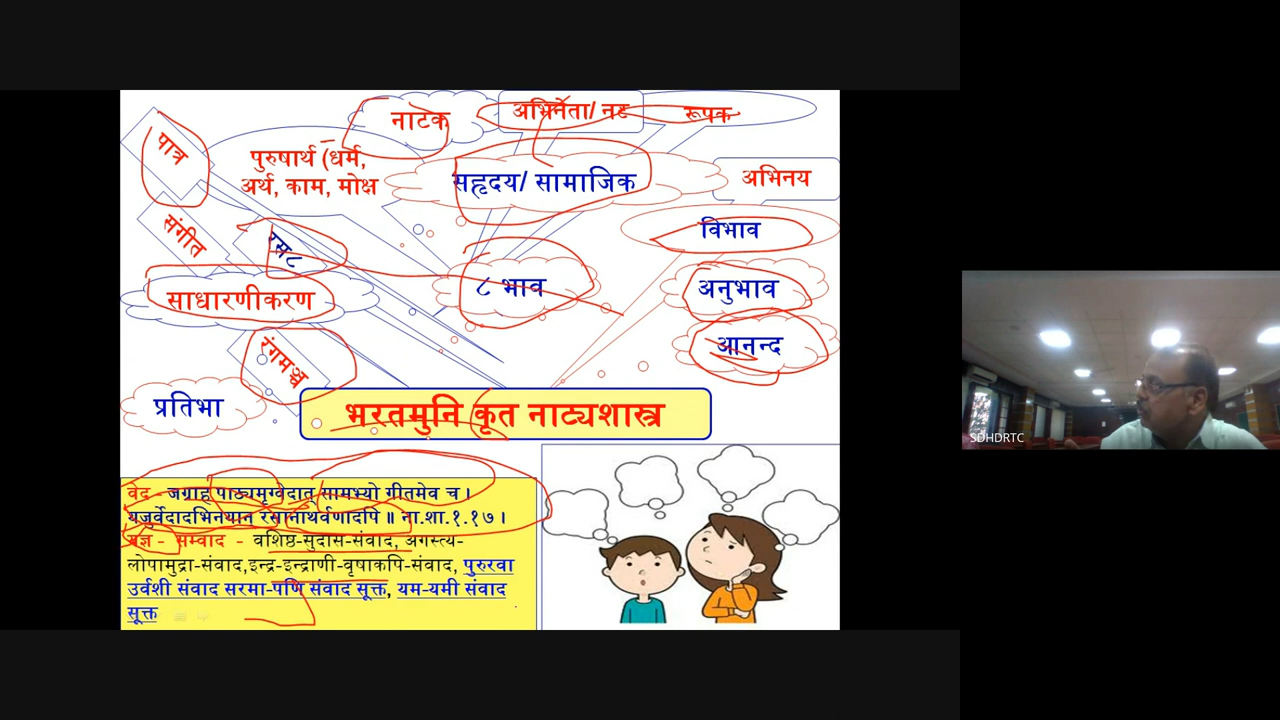 नाटक
अभिनेता/ नट
रूपक
पात्र
पुरुषार्थ (धर्म,
अर्थ, काम, मोक्ष
सहृदय/ सामाजिक
अभिनय
संगीत
रस ८
विभाव
साधारणीकरण
८ भाव
अनुभाव
आनन्द
रंगमञ्च
प्रतिभा
भरतमुनि कृत नाट्यशास्त्र
वेद - जग्राह पाठ्यमृग्वेदात् सामभ्यो गीतमेव च ।
यजुर्वेदादभिनयान् रसानाथर्वणादपि ॥ ना.शा.१.१७ ।
यज्ञ - सम्वाद - वशिष्ठ-सुदास-संवाद, अगस्त्य-
लोपामुद्रा-संवाद,इन्द्र-इन्द्राणी-वृषाकपि-संवाद, पुरुरवा
उर्वशी संवाद सरमा-पणि संवाद सूक्त, यम-यमी संवाद
सूक्त
SDHDRTC